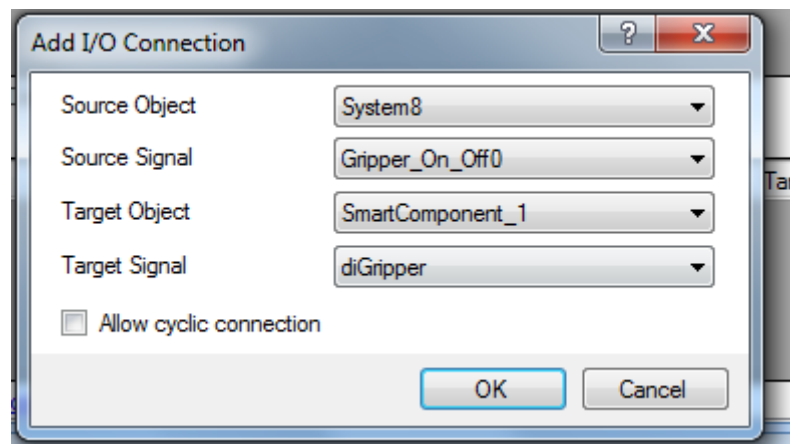 Add I/O Connection
?
Source Object System8
Source Signal Gripper_On_Off0
Target Object SmartComponent_1
Target Signal diGripper
Allow cyclic connection
OK Cancel